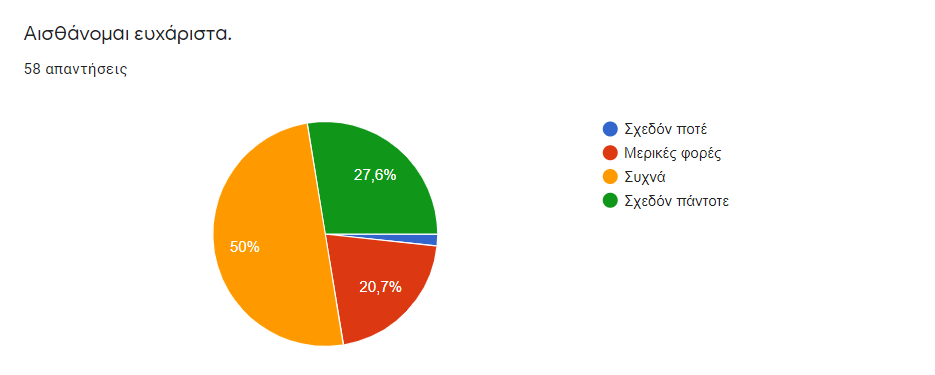 Αισθάνομαι ευχάριστα.
58 απαντήσεις
27,6%
50%
20,7%
Σχεδόν ποτέ
Μερικές φορές
Συχνά
Σχεδόν πάντοτε